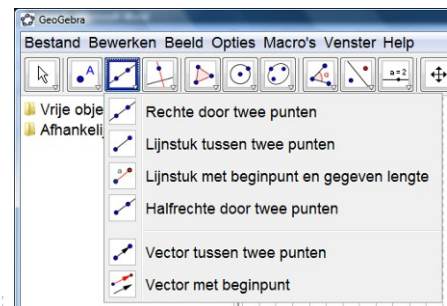 GeoGebra
Bestand Bewerken Beeld Opties Macro's Venster Help
A
a=2
Vrije obje
Afhankelij
Rechte door twee punten
Lijnstuk tussen twee punten
a
Lijnstuk met beginpunt en gegeven lengte
Halfrechte door twee punten
Vector tussen twee punten
Vector met beginpunt